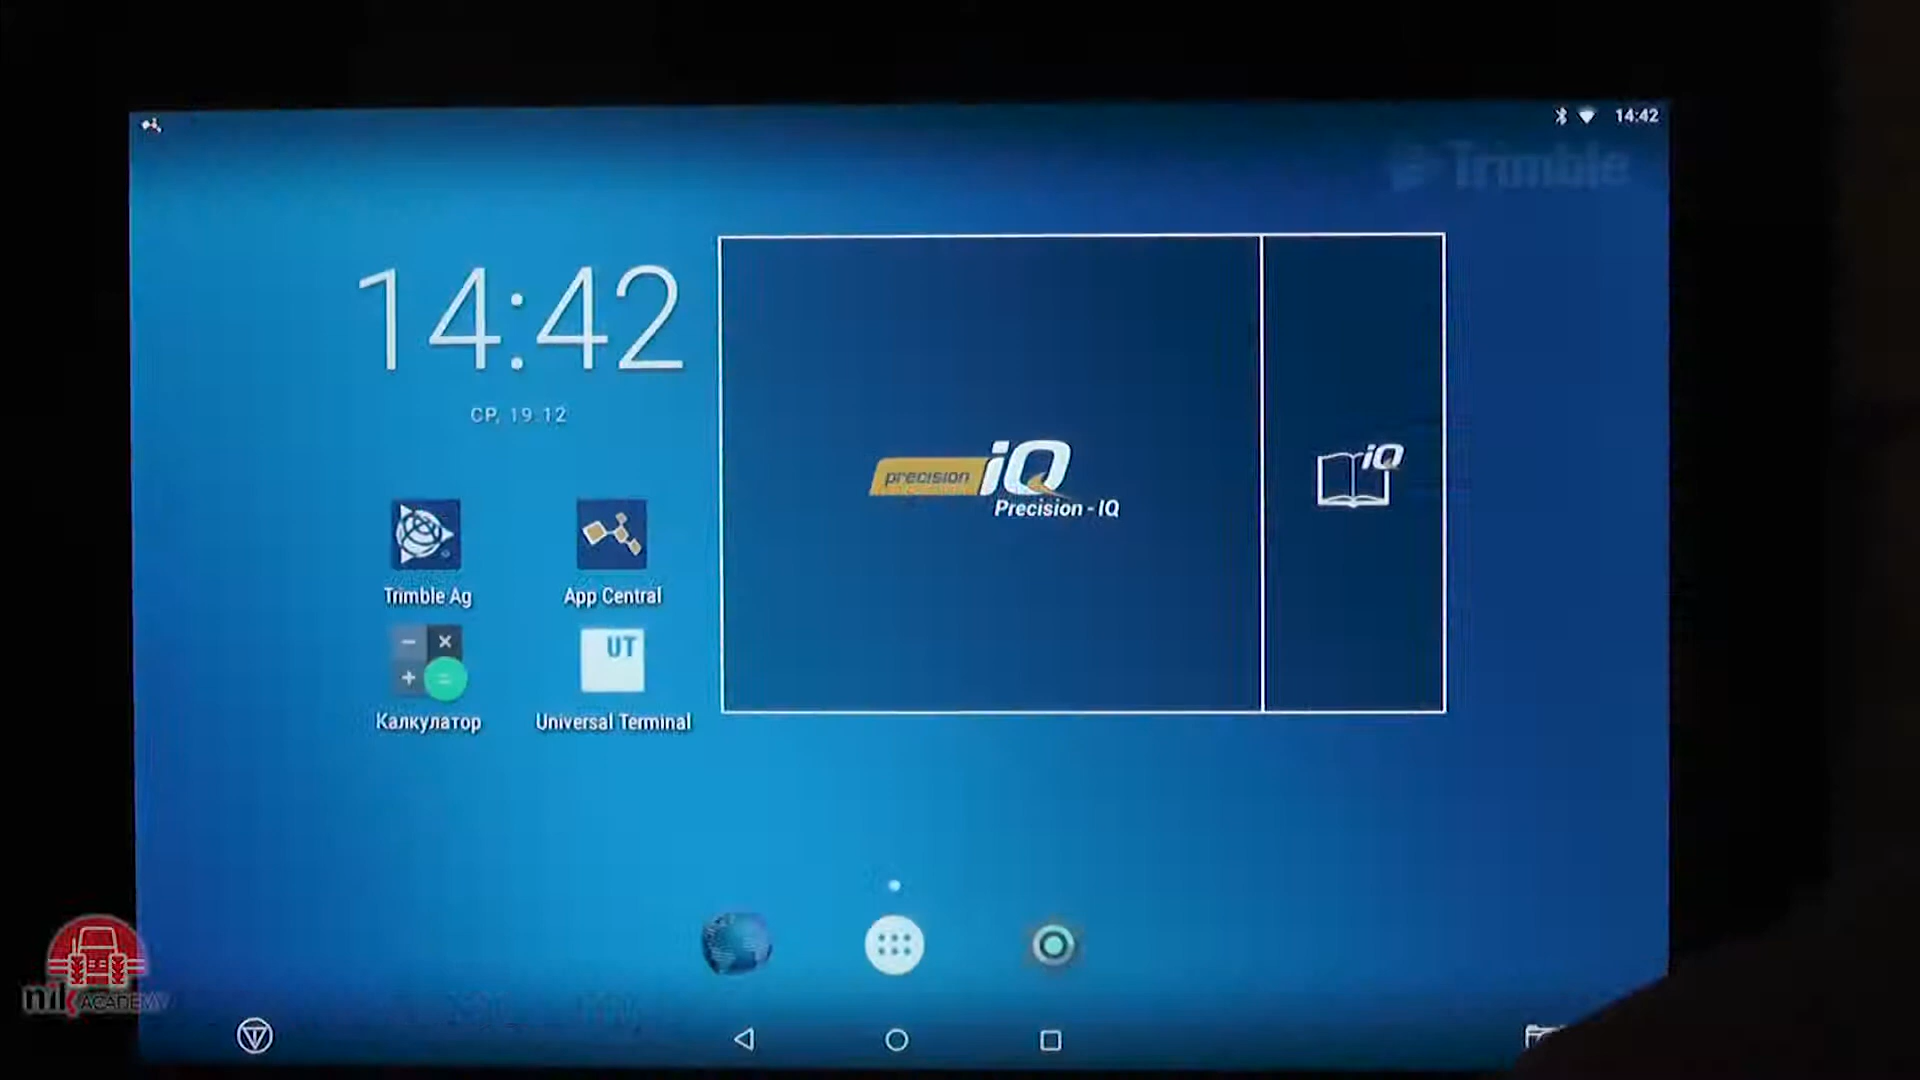 14:42
Trimble
14:42
СР, 19.12
precision iQ
Precision - IQ
iQ
Trimble Ag
App Central
Калкулатор
UT
Universal Terminal
nik ACADEMY